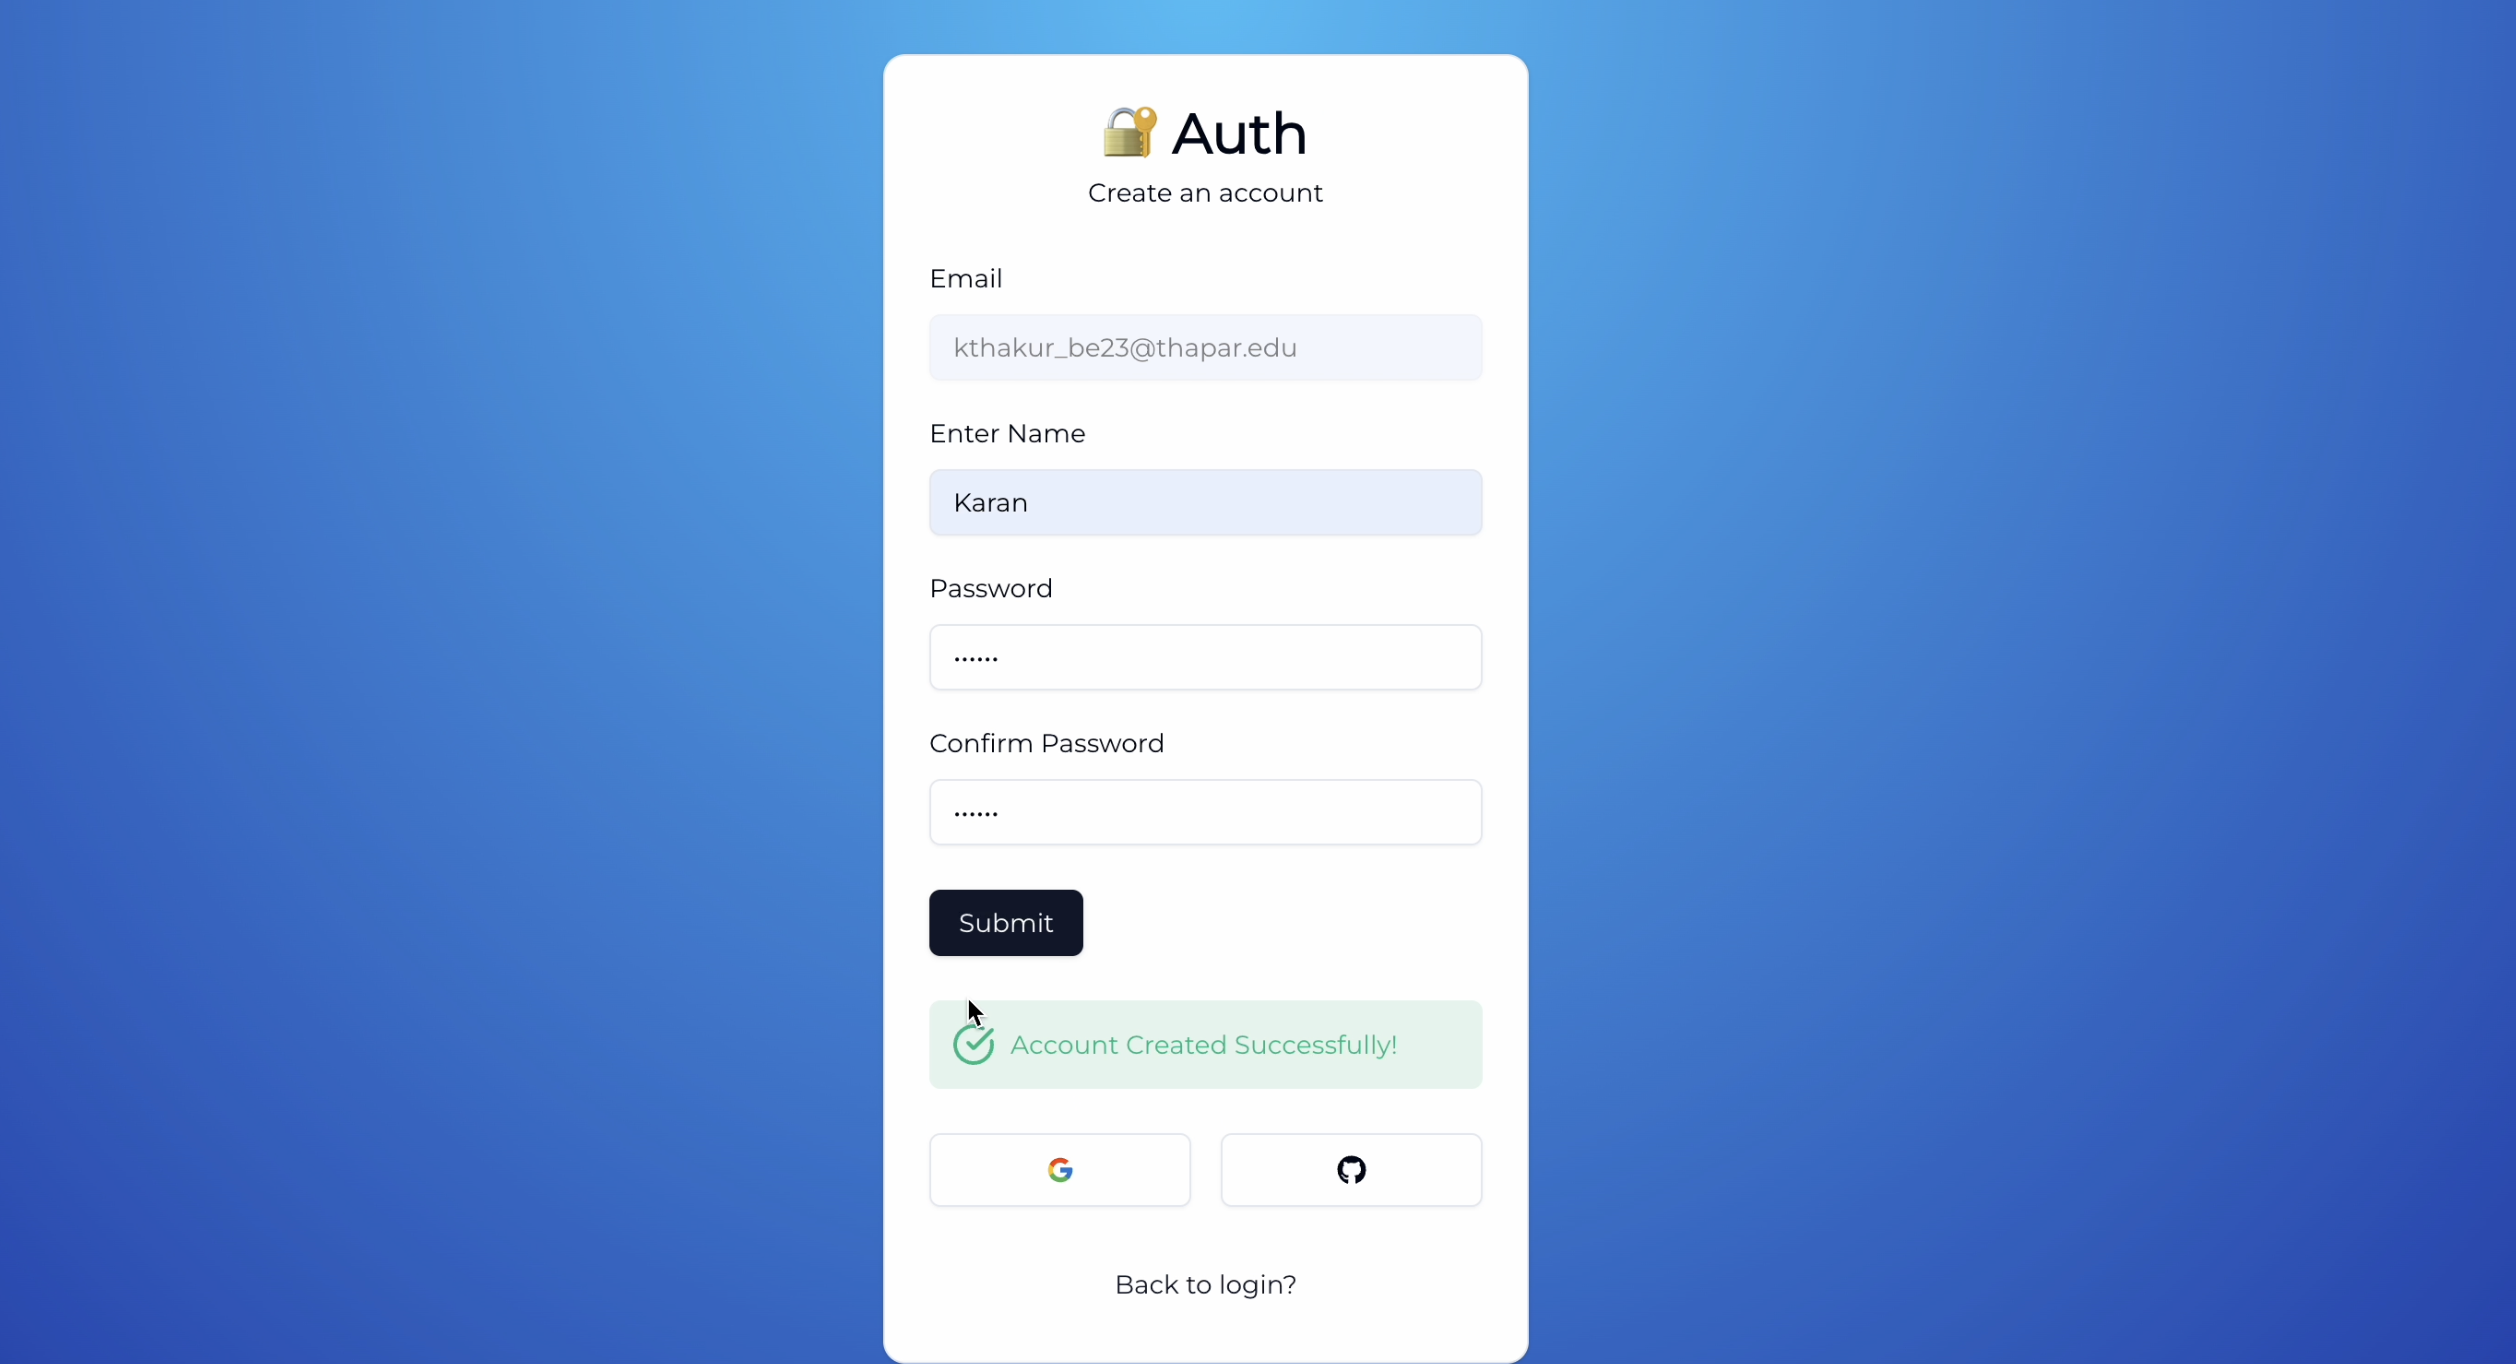 🔐 Auth
Create an account
Email
kthakur_be23@thapar.edu
Enter Name
Karan
Password
••••••
Confirm Password
••••••
Submit
Account Created Successfully!
Back to login?